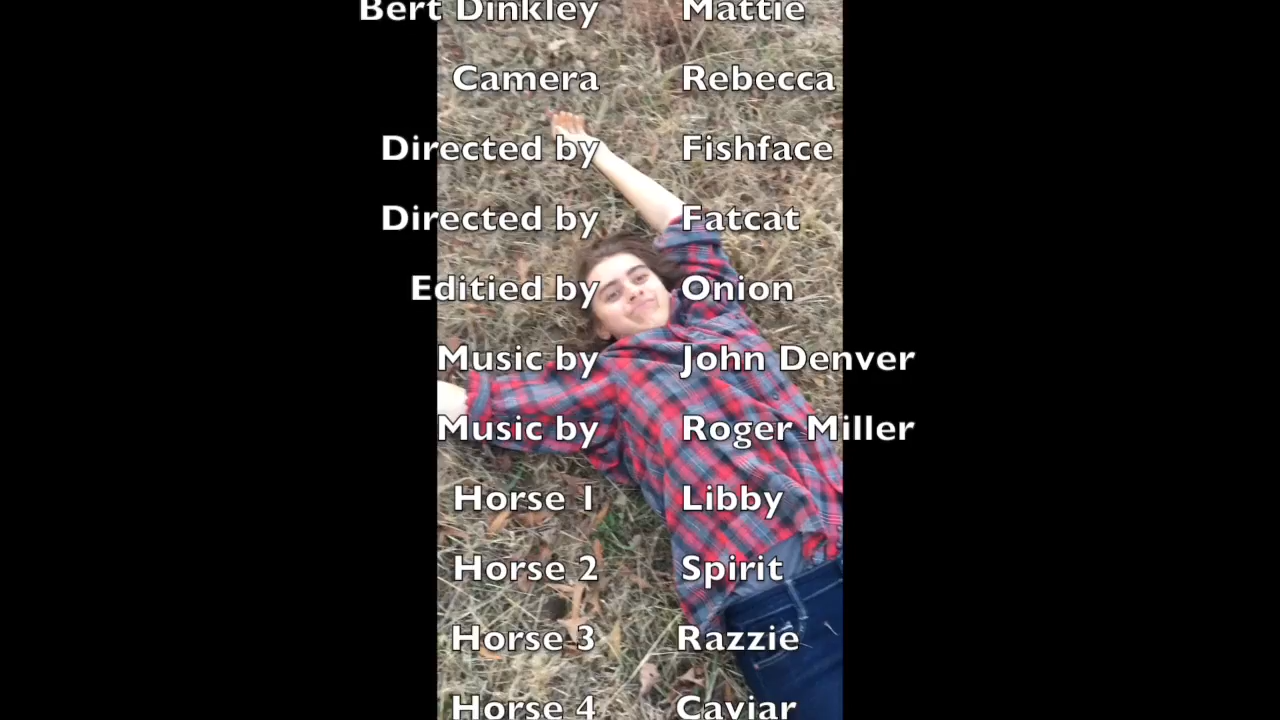 Bert Dinkley Mattie
Camera Rebecca
Directed by Fishface
Directed by Fatcat
Editied by Onion
Music by John Denver
Music by Roger Miller
Horse 1 Libby
Horse 2 Spirit
Horse 3 Razzie
Horse 4 Caviar